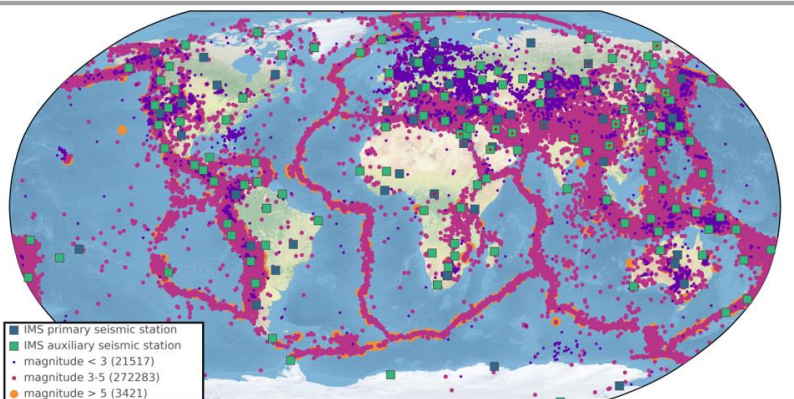 IMS primary seismic station
IMS auxiliary seismic station
magnitude < 3 (21517)
magnitude 3-5 (272283)
magnitude > 5 (3421)